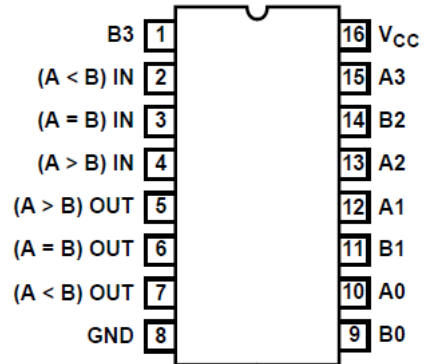 B3 1 16 VCC
(A < B) IN 2 15 A3
(A = B) IN 3 14 B2
(A > B) IN 4 13 A2
(A > B) OUT 5 12 A1
(A = B) OUT 6 11 B1
(A < B) OUT 7 10 A0
GND 8 9 B0